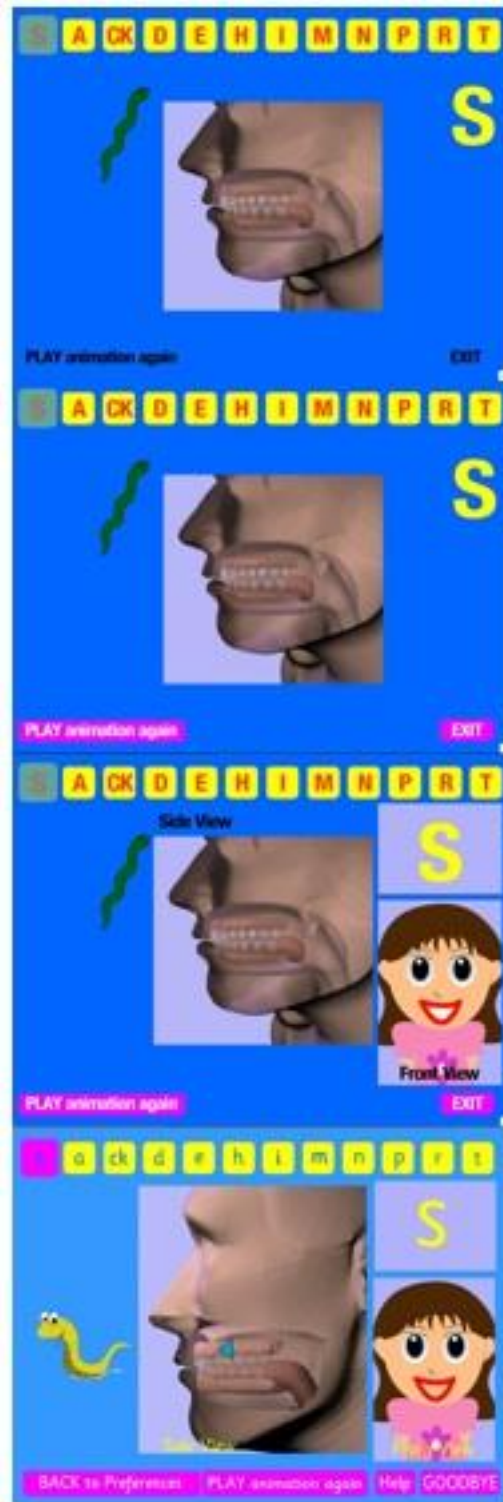 S A CK D E H I M N P R T
S
PLAY animation again EXIT
S A CK D E H I M N P R T
S
PLAY animation again EXIT
S A CK D E H I M N P R T
Side View
S
Front View
PLAY animation again EXIT
a ck d e h i m n p r t
S
BACK to Preferences PLAY animation again Help GOODBYE